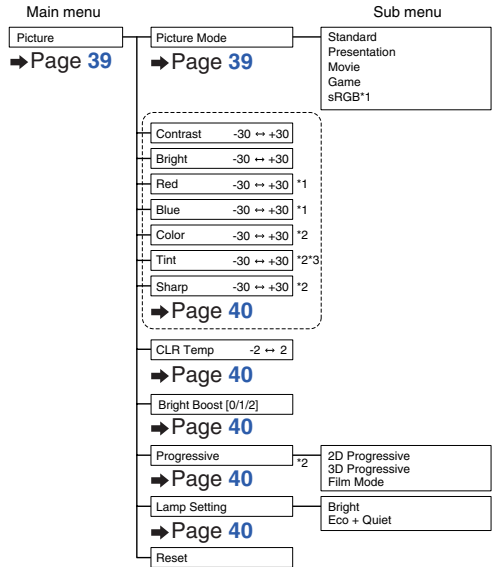 Main menu
Sub menu
Picture
➡Page 39
Picture Mode
➡Page 39
Standard
Presentation
Movie
Game
sRGB*1
Contrast -30 ↔ +30
Bright -30 ↔ +30
Red -30 ↔ +30 *1
Blue -30 ↔ +30 *1
Color -30 ↔ +30 *2
Tint -30 ↔ +30 *2*3
Sharp -30 ↔ +30 *2
➡Page 40
CLR Temp -2 ↔ 2
➡Page 40
Bright Boost [0/1/2]
➡Page 40
Progressive *2
➡Page 40
2D Progressive
3D Progressive
Film Mode
Lamp Setting
➡Page 40
Bright
Eco + Quiet
Reset